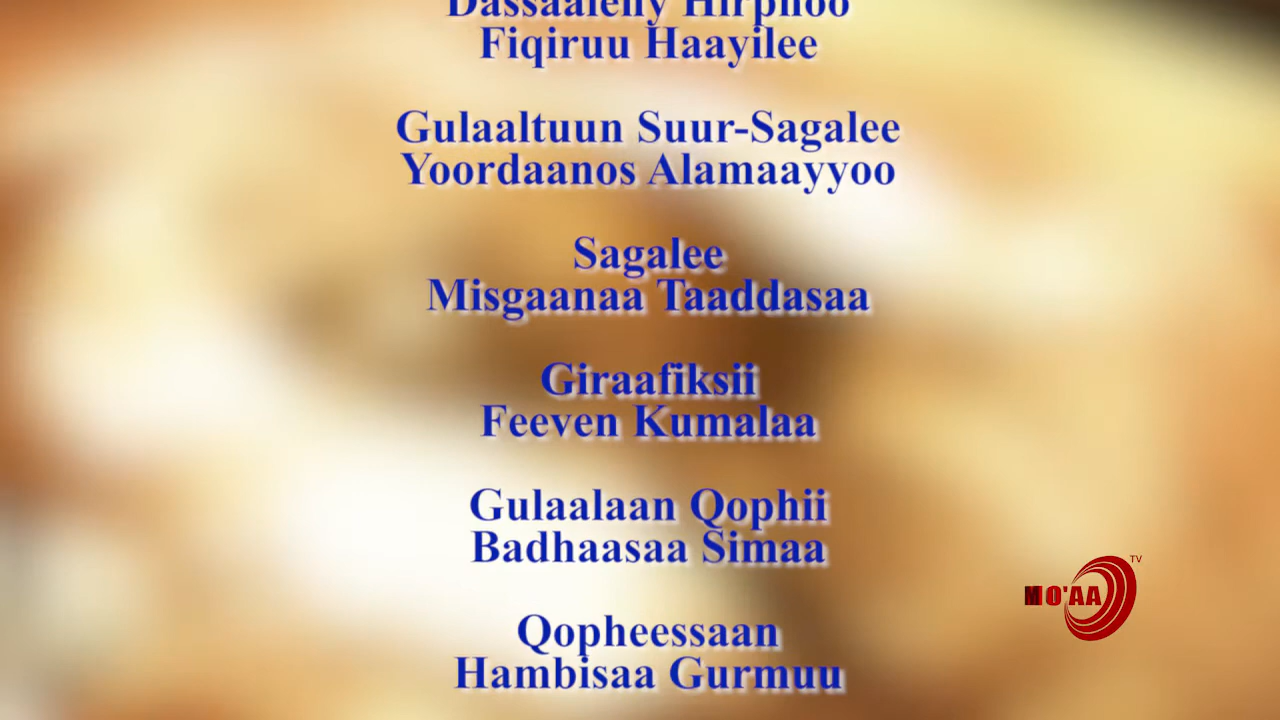 Fiqiruu Haayilee
Gulaaltuun Suur-Sagalee
Yoordaanos Alamaayyoo
Sagalee
Misgaanaa Taaddasaa
Giraafiksii
Feeven Kumalaa
Gulaalaan Qophii
Badhaasaa Simaa
Qopheessaan
Hambisaa Gurmuu
MO'AA TV